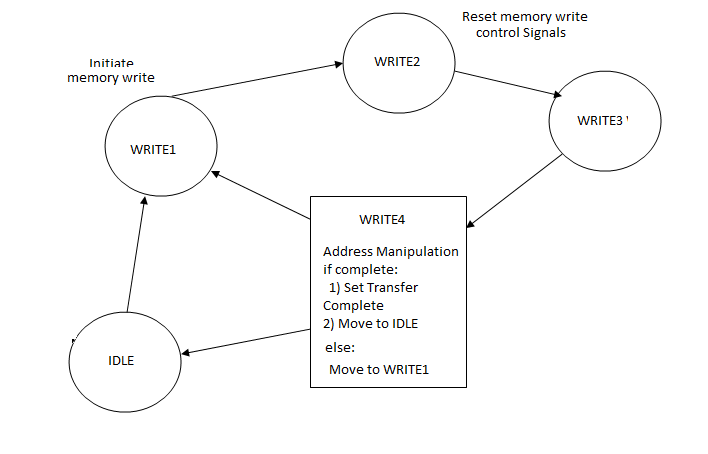 Reset memory write
control Signals
WRITE2
Initiate
memory write
WRITE3
WRITE1
WRITE4
Address Manipulation
if complete:
1) Set Transfer
Complete
2) Move to IDLE
else:
Move to WRITE1
IDLE